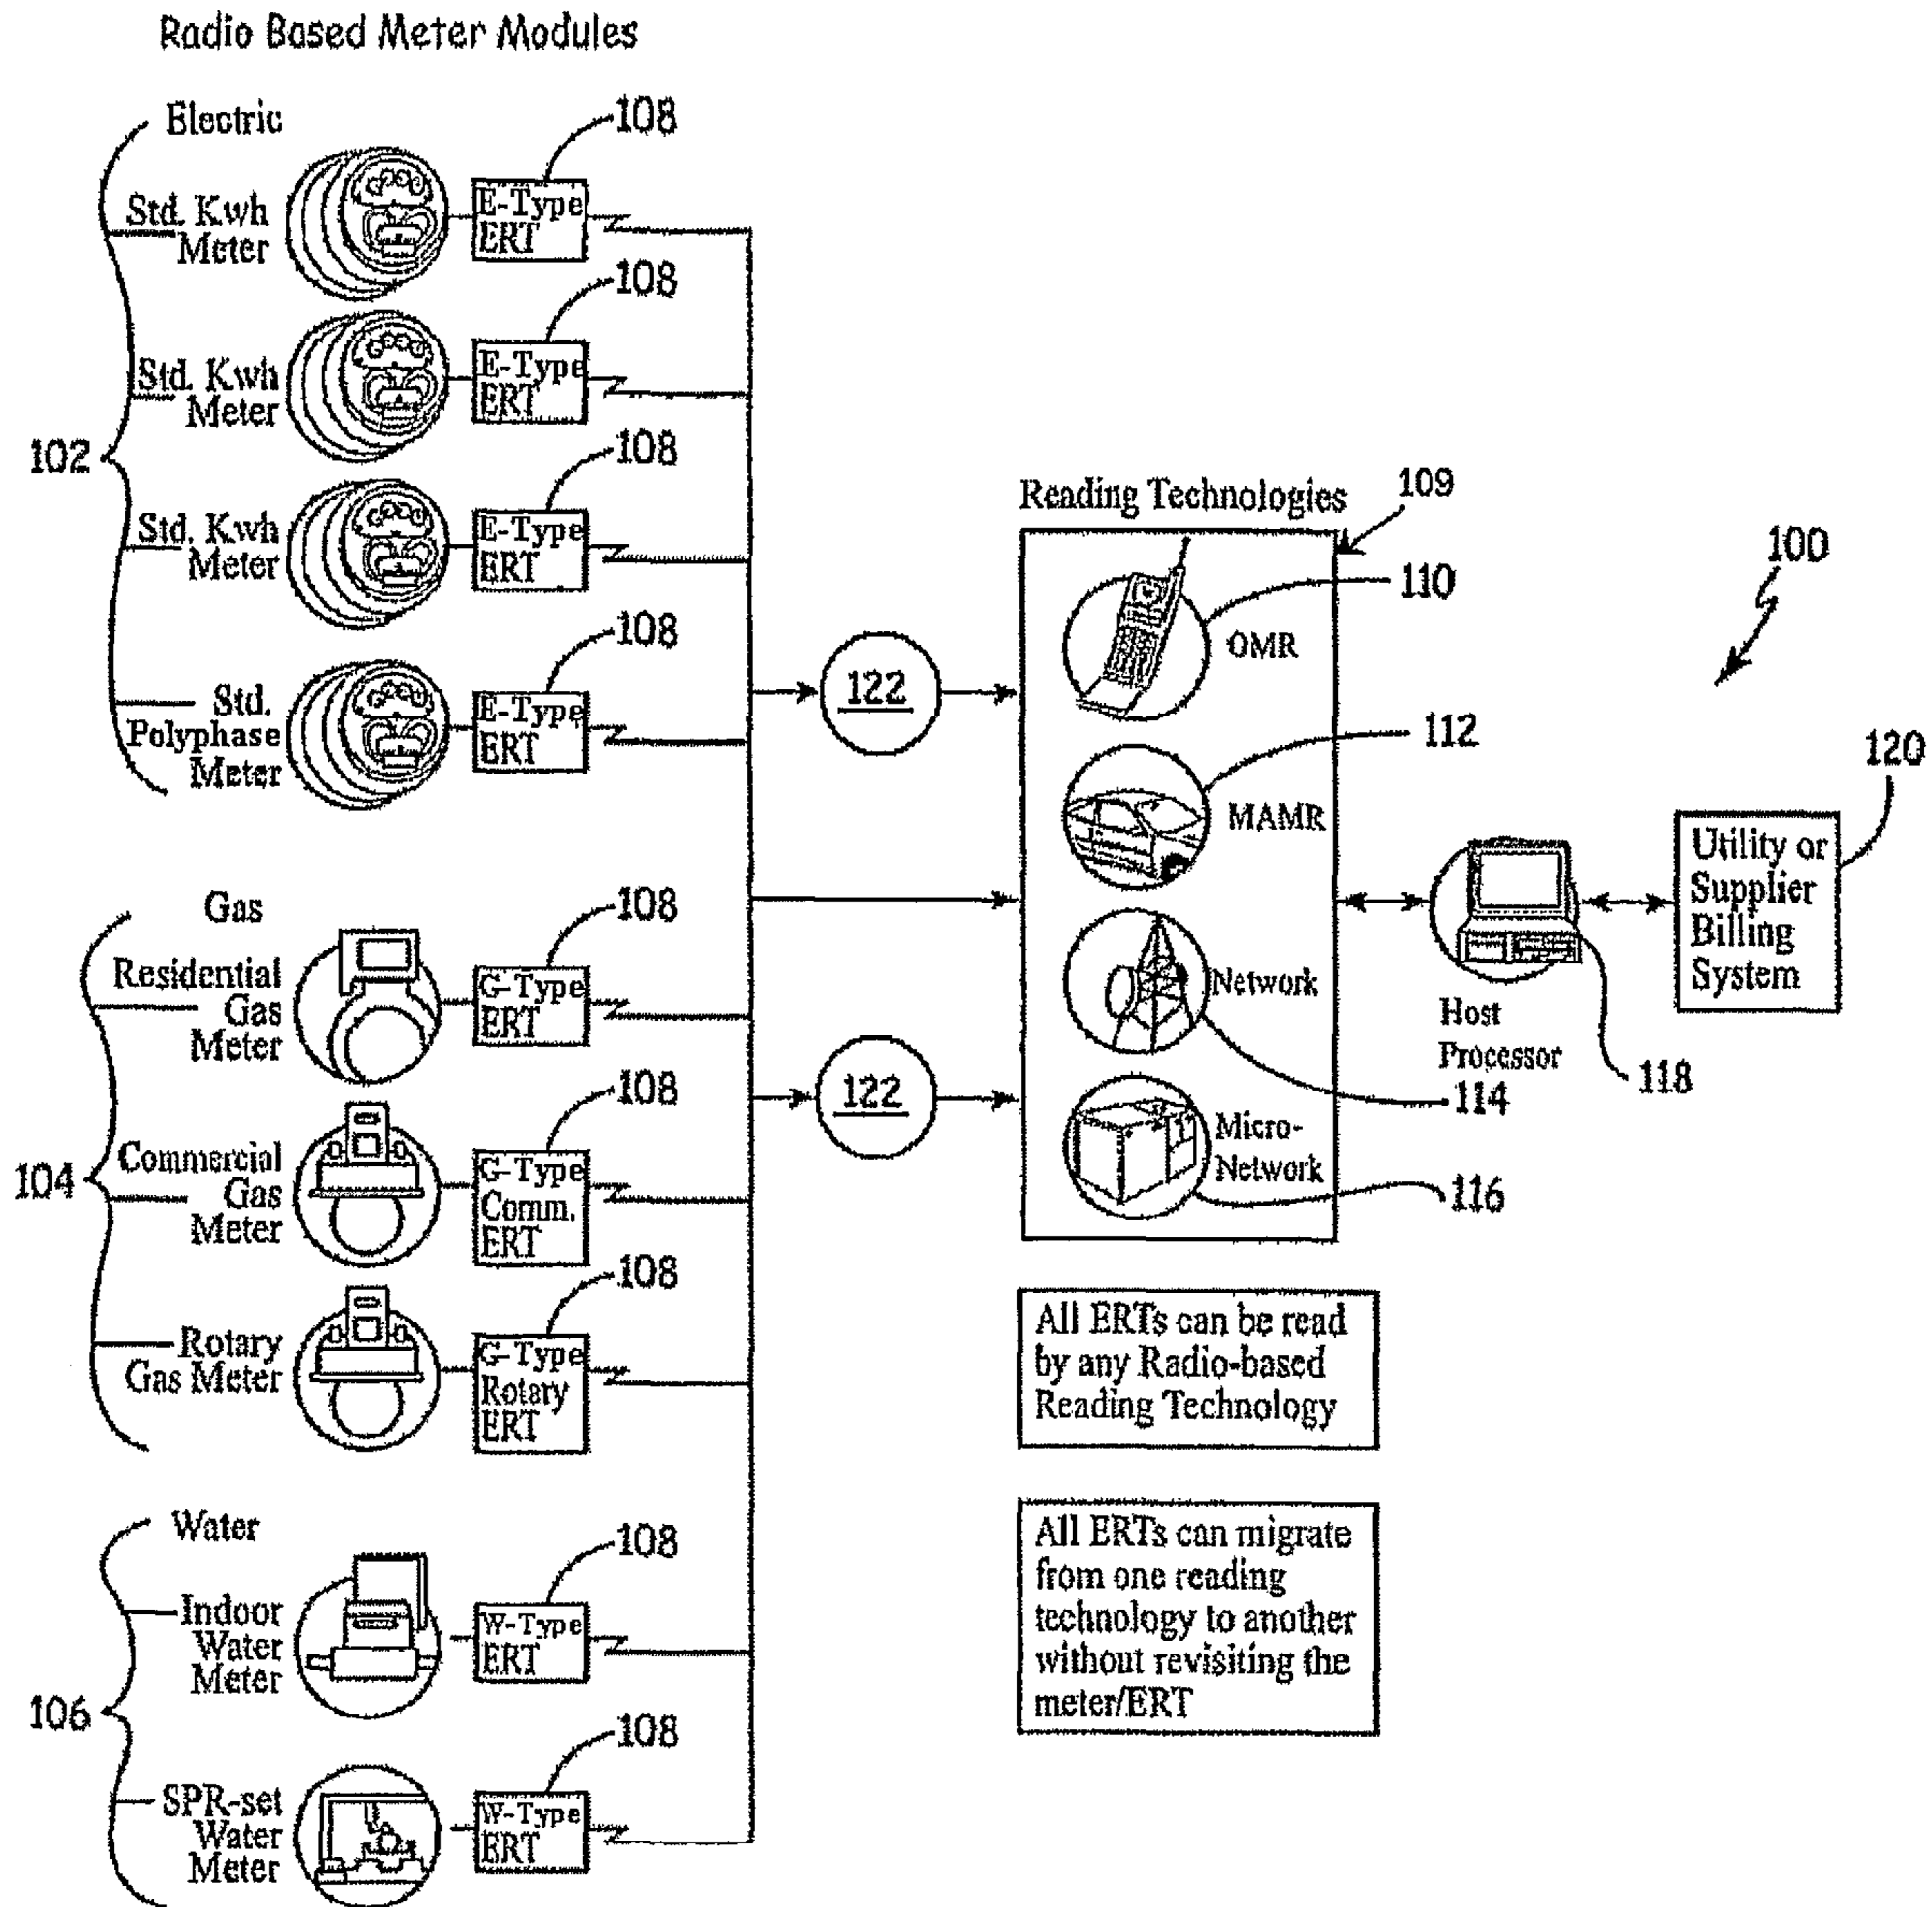 Radio Based Meter Modules
Electric
108
Std. Kwh
Meter
E-Type
ERT
108
Std. Kwh
Meter
E-Type
ERT
102
108
Std. Kwh
Meter
E-Type
ERT
108
Std.
Polyphase
Meter
E-Type
ERT
Gas
108
Residential
Gas
Meter
G-Type
ERT
104
108
Commercial
Gas
Meter
G-Type
Comm.
ERT
108
Rotary
Gas Meter
G-Type
Rotary
ERT
Water
108
Indoor
Water
Meter
W-Type
ERT
106
108
SPR-set
Water
Meter
W-Type
ERT
122
122
Reading Technologies
109
110
OMR
112
MAMR
Network
114
Micro-
Network
116
100
Host
Processor
118
120
Utility or
Supplier
Billing
System
All ERTs can be read
by any Radio-based
Reading Technology
All ERTs can migrate
from one reading
technology to another
without revisiting the
meter/ERT